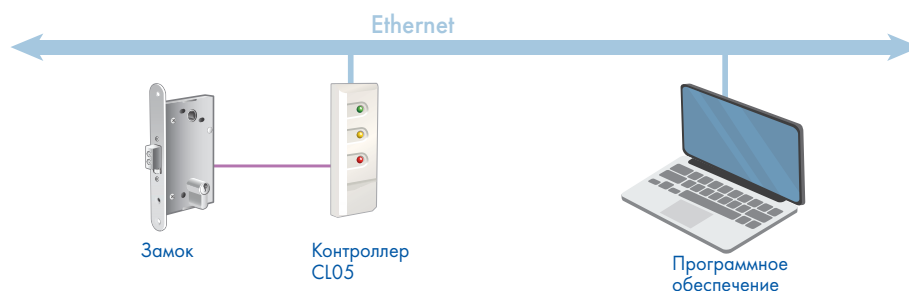 Ethernet
Замок
Контроллер
CL05
Программное
обеспечение